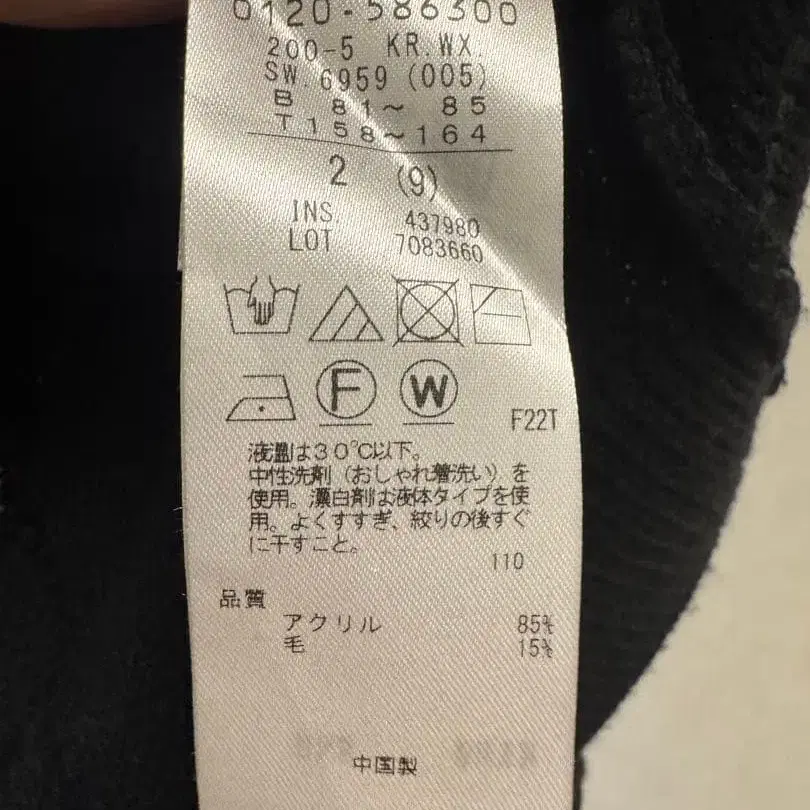 0120-586300
200-5 KR.WX.
SW.6959 (005)
B 81～ 85
T158～164
2 (9)
INS. 437980
LOT 7083660
F W
F22T
液温は30℃以下。
中性洗剤（おしゃれ着洗い）を
使用。漂白剤は液体タイプを使
用。よくすすぎ、絞りの後すぐ
に干すこと。
110
品質
アクリル 85%
毛 15%
中国製